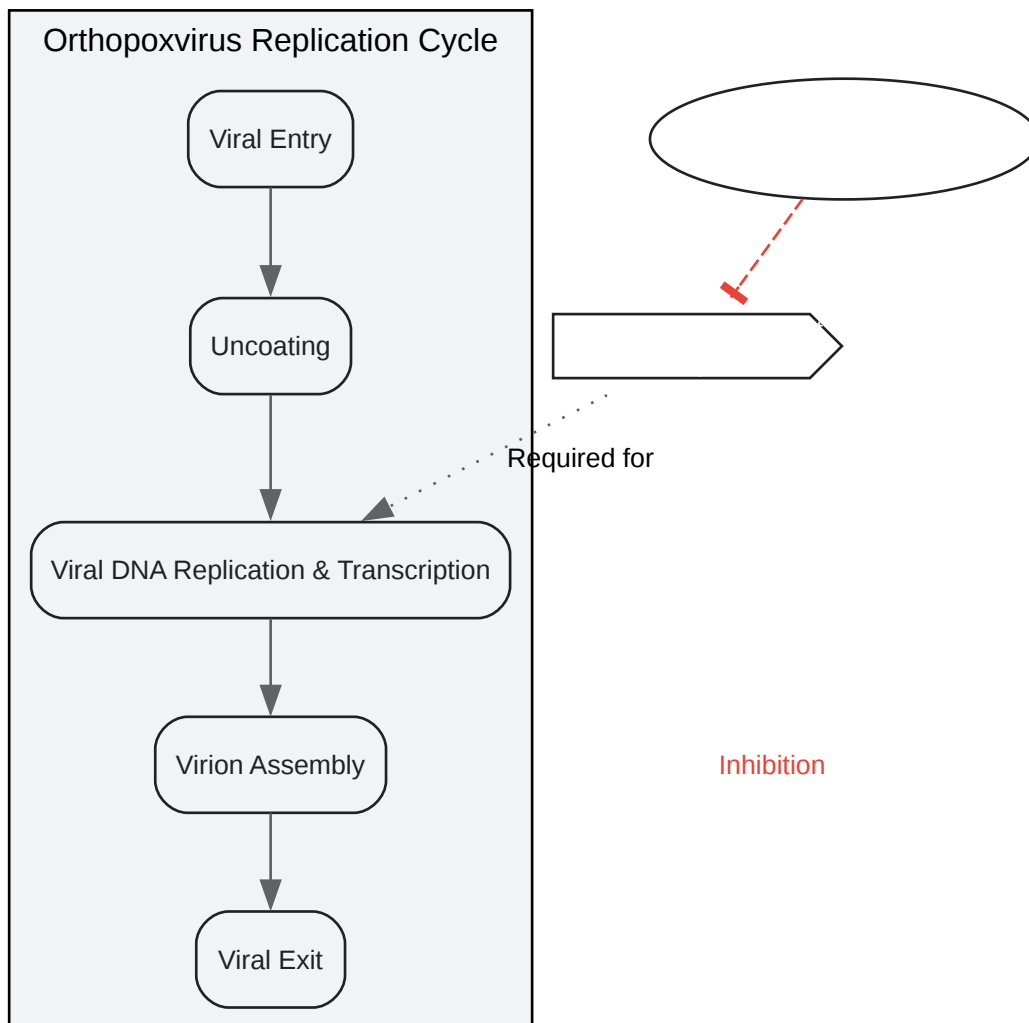 Orthopoxvirus Replication Cycle
Viral Entry
Uncoating
Required for
Viral DNA Replication & Transcription
Virion Assembly
Inhibition
Viral Exit